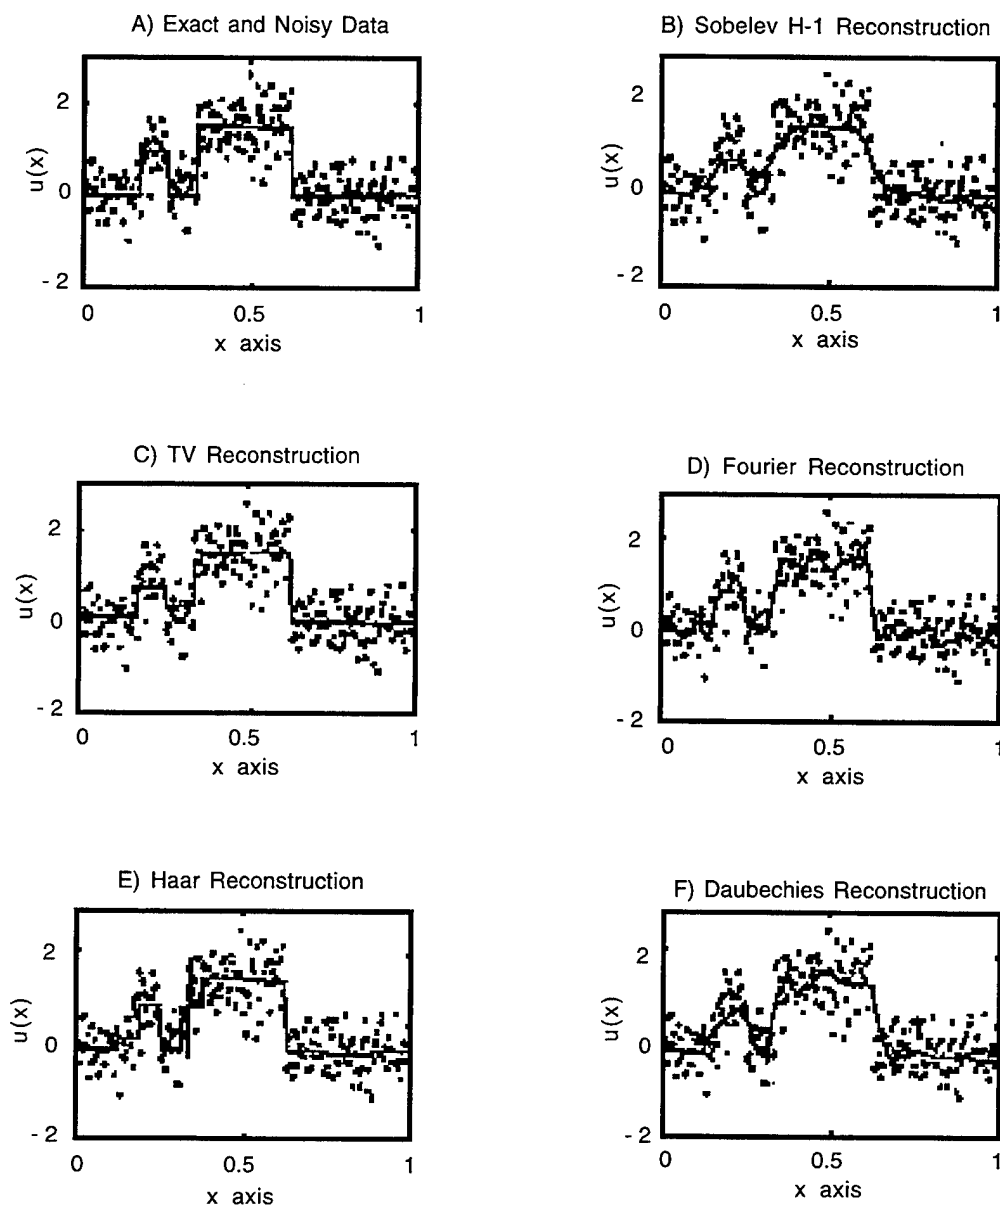 A) Exact and Noisy Data
2
0
- 2
u(x)
0
0.5
1
x axis
B) Sobelev H-1 Reconstruction
2
0
- 2
u(x)
0
0.5
1
x axis
C) TV Reconstruction
2
0
- 2
u(x)
0
0.5
1
x axis
D) Fourier Reconstruction
2
0
- 2
u(x)
0
0.5
1
x axis
E) Haar Reconstruction
2
0
- 2
u(x)
0
0.5
1
x axis
F) Daubechies Reconstruction
2
0
- 2
u(x)
0
0.5
1
x axis